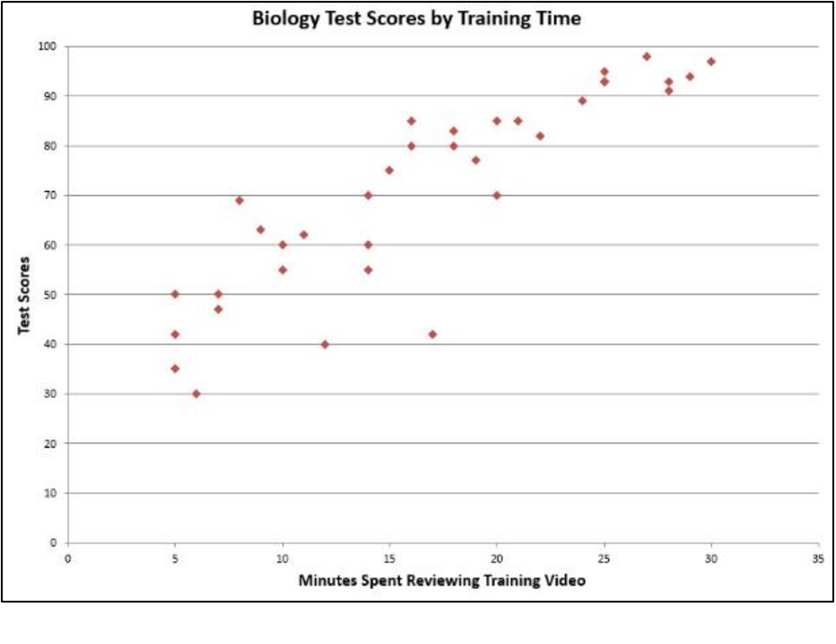 Biology Test Scores by Training Time
100
90
80
70
60
50
40
30
20
10
0
Test Scores
0 5 10 15 20 25 30 35
Minutes Spent Reviewing Training Video